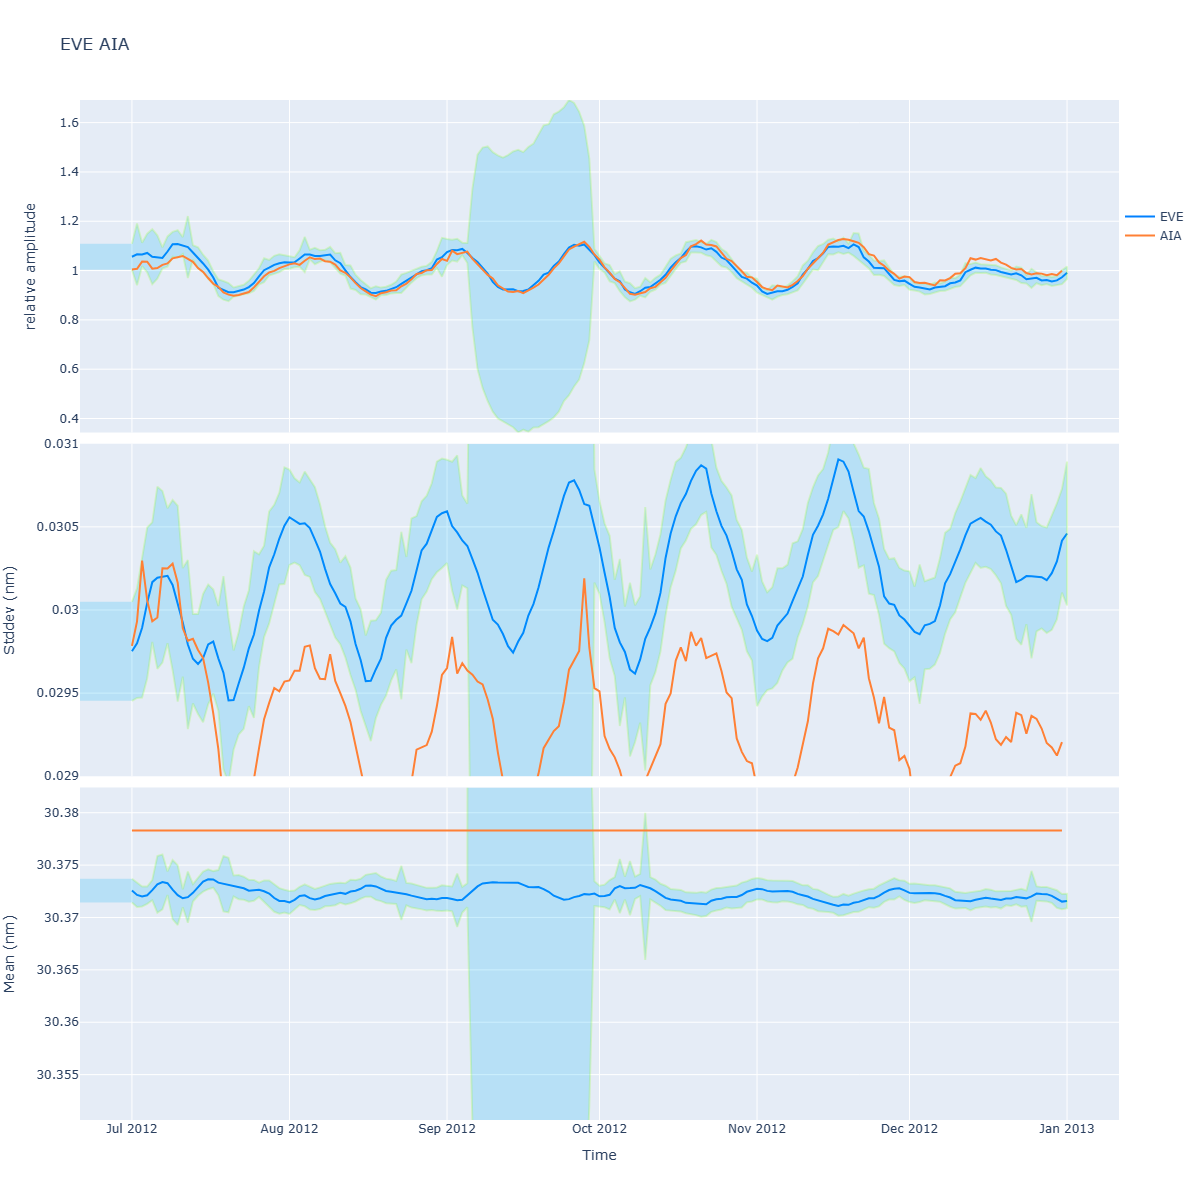 EVE AIA
relative amplitude
1.6
1.4
1.2
1
0.8
0.6
0.4
EVE
AIA
Stddev (nm)
0.031
0.0305
0.03
0.0295
0.029
Mean (nm)
30.38
30.375
30.37
30.365
30.36
30.355
Jul 2012 Aug 2012 Sep 2012 Oct 2012 Nov 2012 Dec 2012 Jan 2013
Time